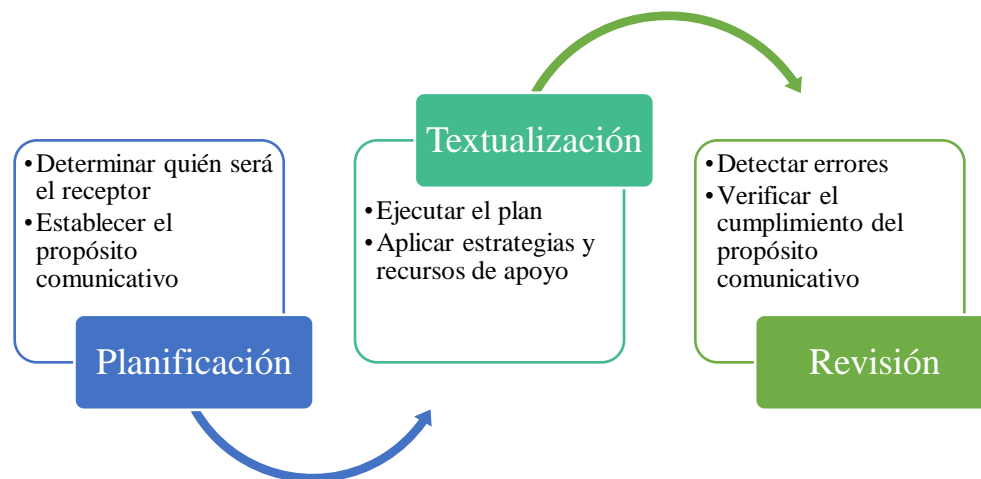 •Determinar quién será
el receptor
•Establecer el
propósito
comunicativo
Planificación
Textualización
•Ejecutar el plan
•Aplicar estrategias y
recursos de apoyo
•Detectar errores
•Verificar el
cumplimiento del
propósito
comunicativo
Revisión